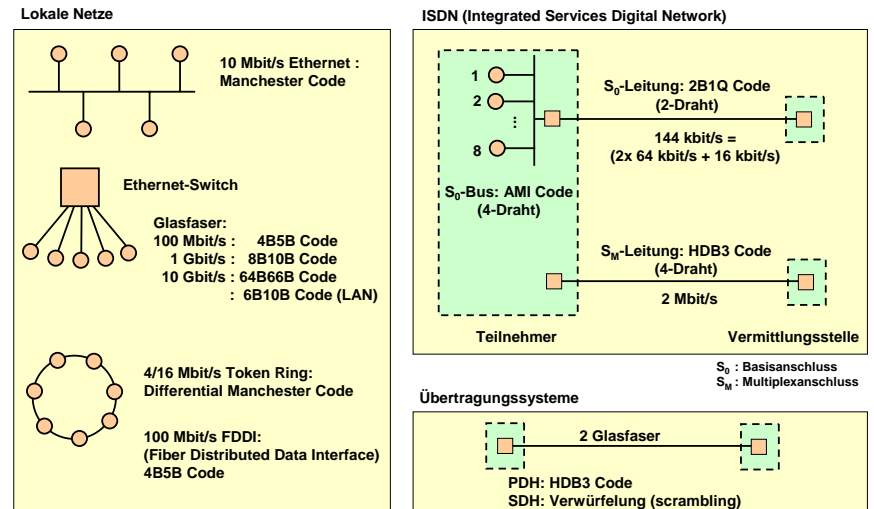 Lokale Netze
10 Mbit/s Ethernet :
Manchester Code
Ethernet-Switch
Glasfaser:
100 Mbit/s : 4B5B Code
1 Gbit/s : 8B10B Code
10 Gbit/s : 64B66B Code
: 6B10B Code (LAN)
4/16 Mbit/s Token Ring:
Differential Manchester Code
100 Mbit/s FDDI:
(Fiber Distributed Data Interface)
4B5B Code
ISDN (Integrated Services Digital Network)
1
2
...
8
S0-Bus: AMI Code
(4-Draht)
S0-Leitung: 2B1Q Code
(2-Draht)
144 kbit/s =
(2x 64 kbit/s + 16 kbit/s)
SM-Leitung: HDB3 Code
(4-Draht)
2 Mbit/s
Teilnehmer Vermittlungsstelle
S0 : Basisanschluss
SM : Multiplexanschluss
Übertragungssysteme
2 Glasfaser
PDH: HDB3 Code
SDH: Verwürfelung (scrambling)